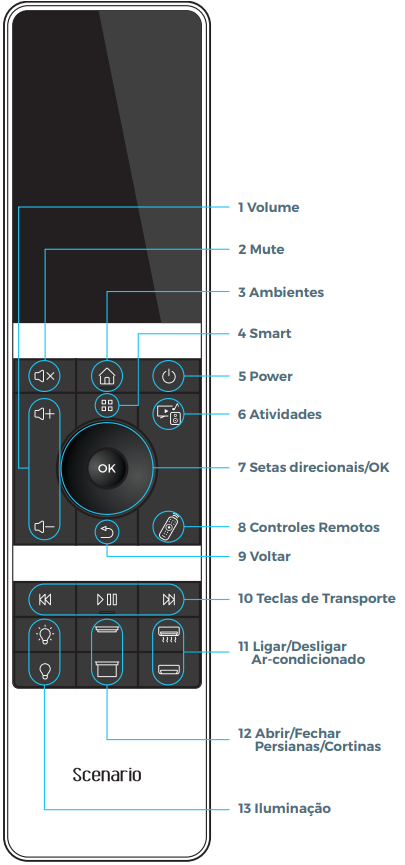 1 Volume
2 Mute
3 Ambientes
4 Smart
5 Power
6 Atividades
OK
7 Setas direcionais/OK
8 Controles Remotos
9 Voltar
10 Teclas de Transporte
11 Ligar/Desligar
Ar-condicionado
12 Abrir/Fechar
Persianas/Cortinas
Scenario
13 Iluminação